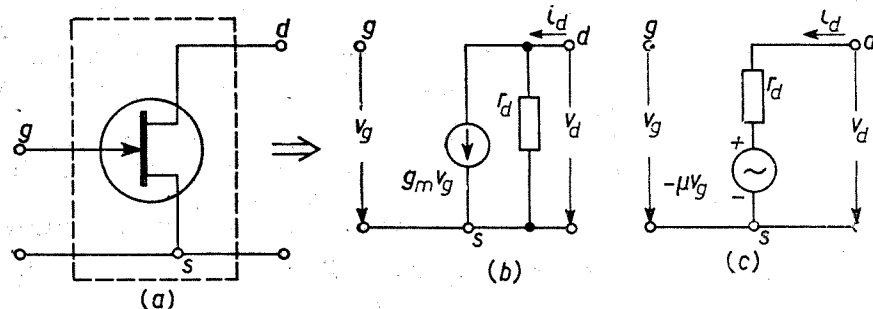 g
d
s
(a)
g
v_g
g_m v_g
r_d
i_d
d
v_d
s
(b)
g
v_g
-μv_g
+
-
r_d
i_d
v_d
s
(c)